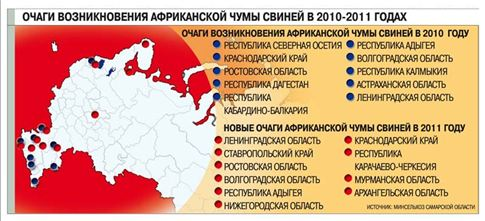 ОЧАГИ ВОЗНИКНОВЕНИЯ АФРИКАНСКОЙ ЧУМЫ СВИНЕЙ В 2010-2011 ГОДАХ
ОЧАГИ ВОЗНИКНОВЕНИЯ АФРИКАНСКОЙ ЧУМЫ СВИНЕЙ В 2010 ГОДУ
РЕСПУБЛИКА СЕВЕРНАЯ ОСЕТИЯ
КРАСНОДАРСКИЙ КРАЙ
РОСТОВСКАЯ ОБЛАСТЬ
РЕСПУБЛИКА ДАГЕСТАН
РЕСПУБЛИКА
КАБАРДИНО-БАЛКАРИЯ
РЕСПУБЛИКА АДЫГЕЯ
ВОЛГОГРАДСКАЯ ОБЛАСТЬ
РЕСПУБЛИКА КАЛМЫКИЯ
АСТРАХАНСКАЯ ОБЛАСТЬ
ЛЕНИНГРАДСКАЯ ОБЛАСТЬ
НОВЫЕ ОЧАГИ АФРИКАНСКОЙ ЧУМЫ СВИНЕЙ В 2011 ГОДУ
ЛЕНИНГРАДСКАЯ ОБЛАСТЬ
СТАВРОПОЛЬСКИЙ КРАЙ
РОСТОВСКАЯ ОБЛАСТЬ
ВОЛГОГРАДСКАЯ ОБЛАСТЬ
РЕСПУБЛИКА АДЫГЕЯ
НИЖЕГОРОДСКАЯ ОБЛАСТЬ
КРАСНОДАРСКИЙ КРАЙ
РЕСПУБЛИКА
КАРАЧАЕВО-ЧЕРКЕСИЯ
МУРМАНСКАЯ ОБЛАСТЬ
АРХАНГЕЛЬСКАЯ ОБЛАСТЬ
ИСТОЧНИК: МИНСЕЛЬХОЗ САМАРСКОЙ ОБЛАСТИ